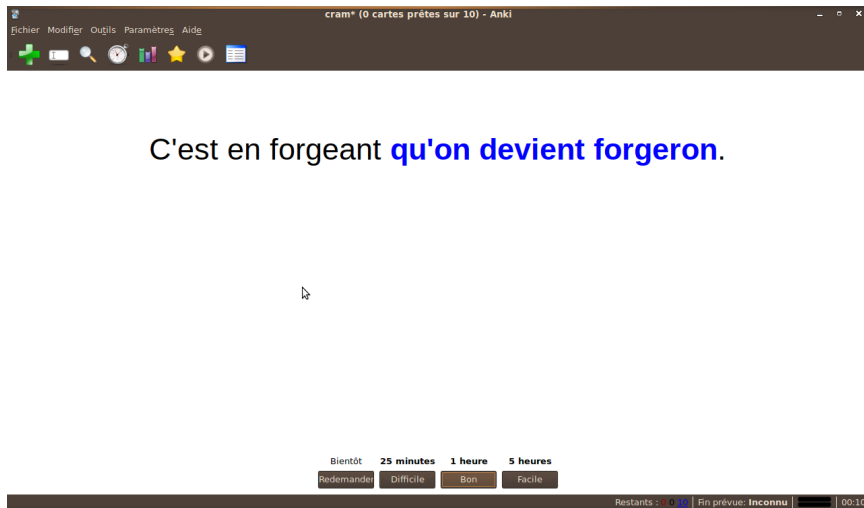 cram* (0 cartes prêtes sur 10) - Anki
Fichier Modifier Outils Paramètres Aide
C'est en forgeant qu'on devient forgeron.
Bientôt 25 minutes 1 heure 5 heures
Redemander Difficile Bon Facile
Restants : 0 0 10 Fin prévue: Inconnu 00:10